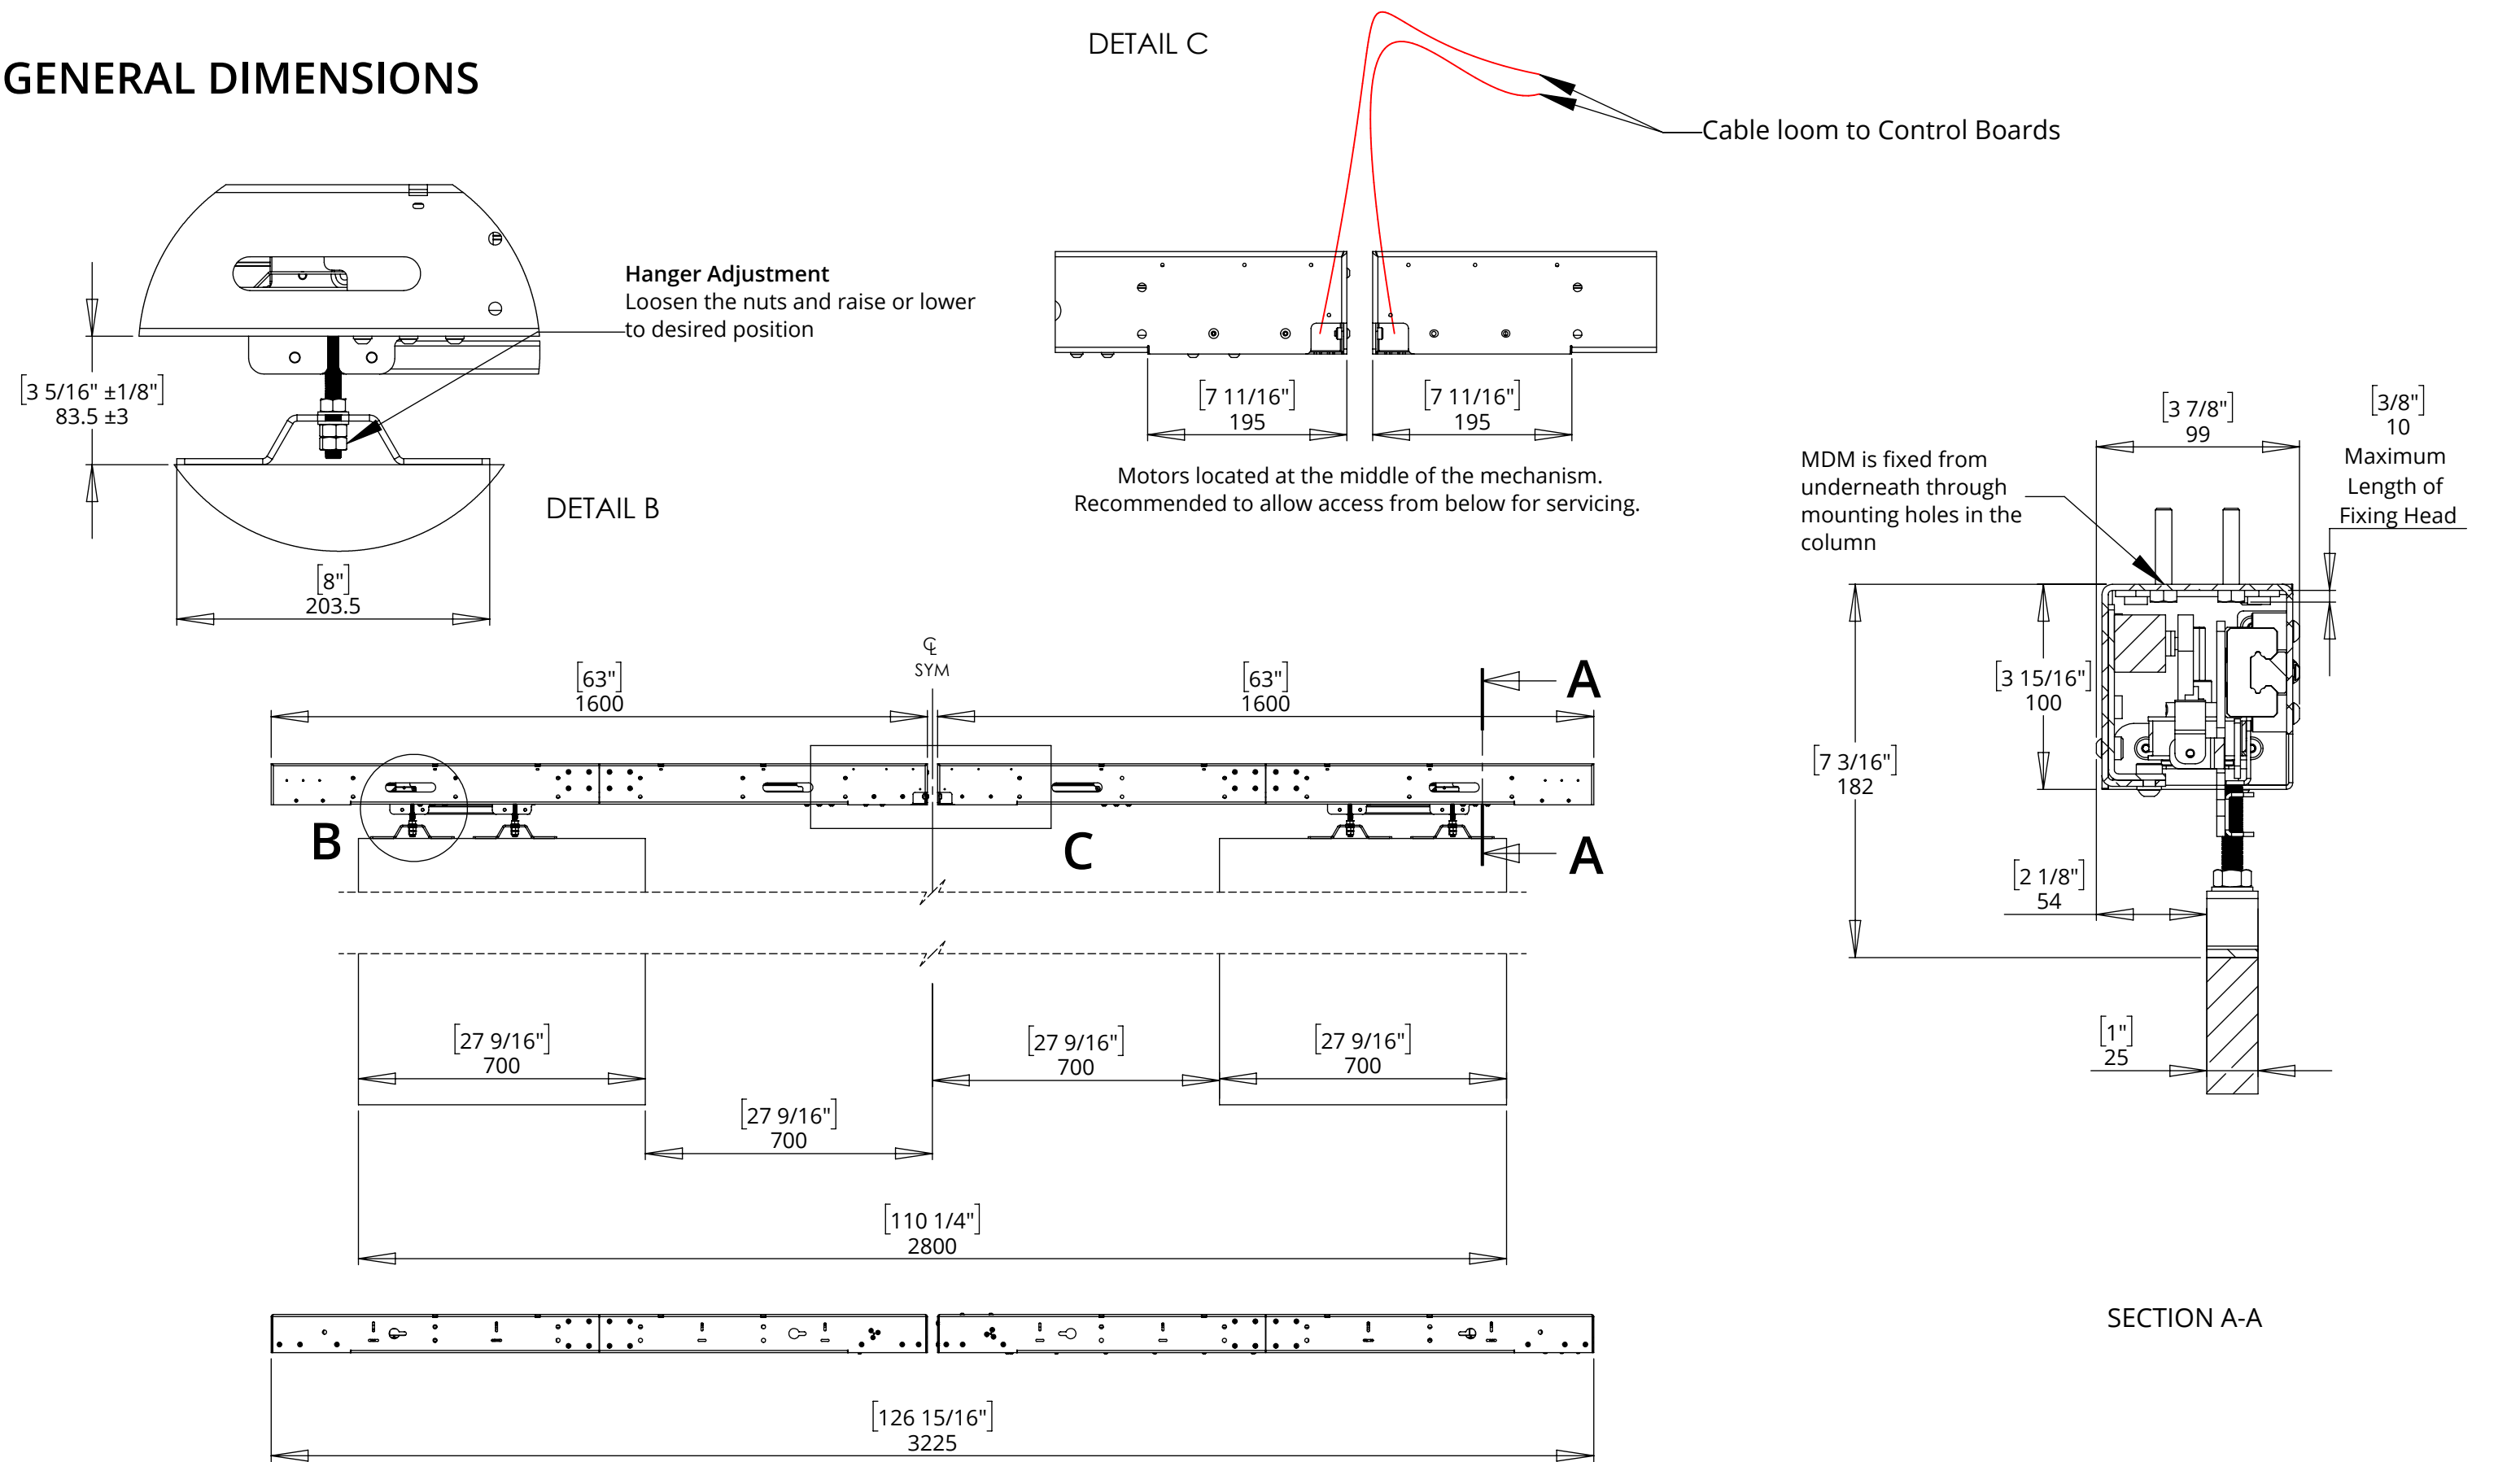 GENERAL DIMENSIONS
DETAIL C
Cable loom to Control Boards
Hanger Adjustment
Loosen the nuts and raise or lower
to desired position
[3 5/16" ±1/8"]
83.5 ±3
DETAIL B
[8"]
203.5
[7 11/16"]
195
[7 11/16"]
195
Motors located at the middle of the mechanism.
Recommended to allow access from below for servicing.
MDM is fixed from
underneath through
mounting holes in the
column
[3 7/8"]
99
[3/8"]
10
Maximum
Length of
Fixing Head
[3 15/16"]
100
[7 3/16"]
182
[2 1/8"]
54
[1"]
25
SECTION A-A
℄
SYM
[63"]
1600
[63"]
1600
A
B
C
A
[27 9/16"]
700
[27 9/16"]
700
[27 9/16"]
700
[27 9/16"]
700
[110 1/4"]
2800
[126 15/16"]
3225